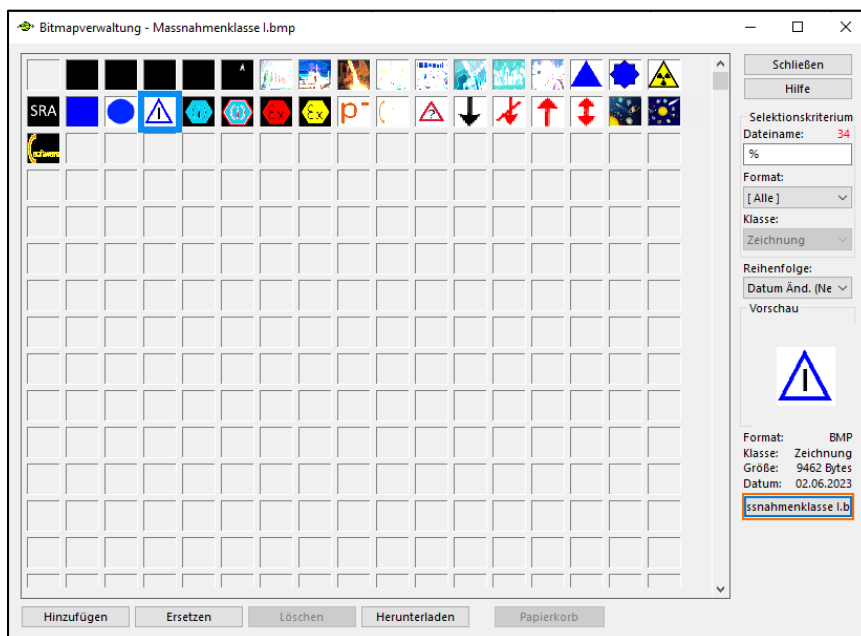 Bitmapverwaltung - Massnahmenklasse I.bmp
Schließen
Hilfe
Selektionskriterium
Dateiname: 34
%
Format:
[ Alle ]
Klasse:
Zeichnung
Reihenfolge:
Datum Änd. (Ne
Vorschau
I
Format: BMP
Klasse: Zeichnung
Größe: 9462 Bytes
Datum: 02.06.2023
ssnahmenklasse I.b
SRA
I
Ex
p-
?
Hinzufügen
Ersetzen
Löschen
Herunterladen
Papierkorb